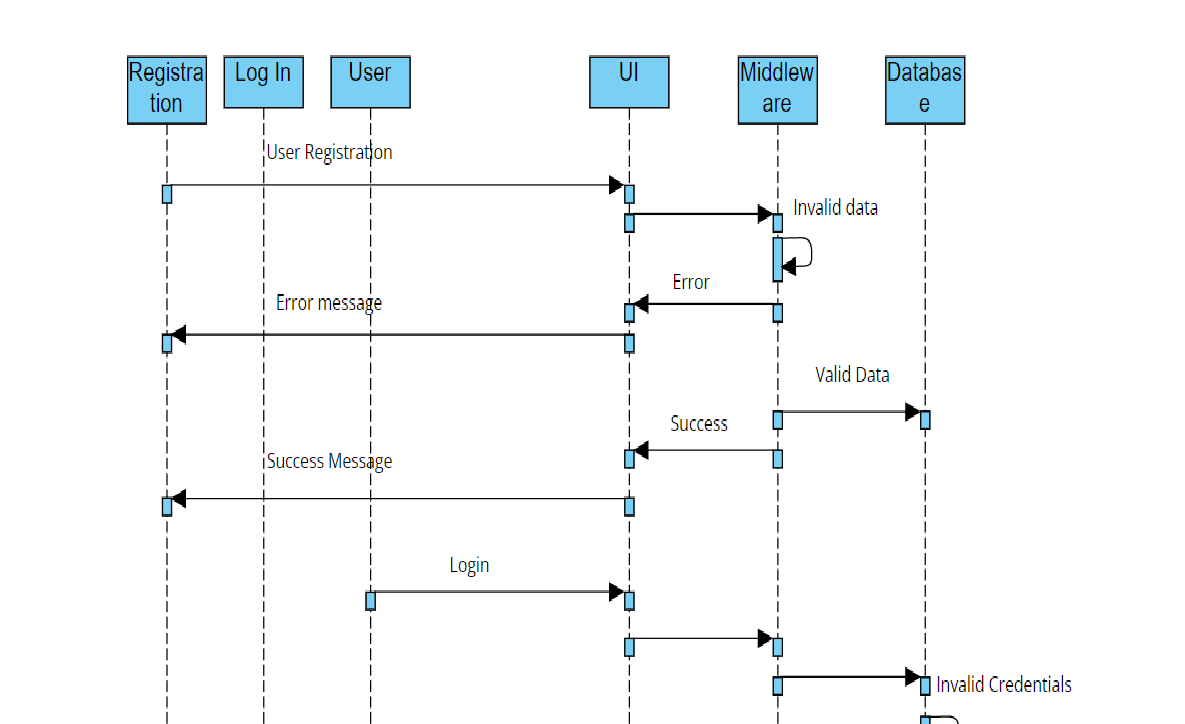 Registra
tion
Log In
User
UI
Middlew
are
Databas
e
User Registration
Invalid data
Error
Error message
Valid Data
Success
Success Message
Login
Invalid Credentials